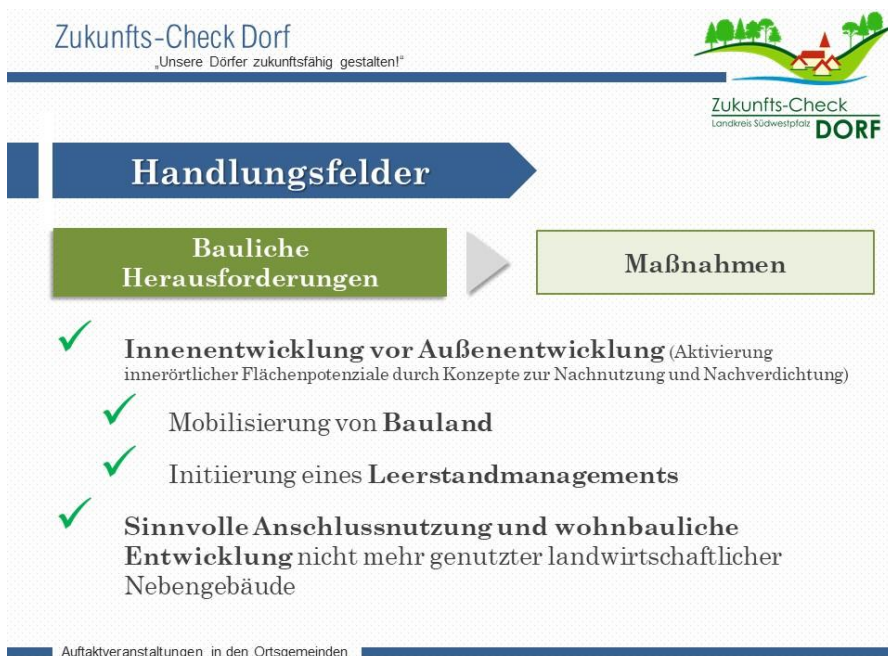 Zukunfts-Check Dorf
„Unsere Dörfer zukunftsfähig gestalten!“
Zukunfts-Check
Landkreis Südwestpfalz DORF
Handlungsfelder
Bauliche
Herausforderungen
Maßnahmen
Innenentwicklung vor Außenentwicklung (Aktivierung
innerörtlicher Flächenpotenziale durch Konzepte zur Nachnutzung und Nachverdichtung)
Mobilisierung von Bauland
Initiierung eines Leerstandmanagements
Sinnvolle Anschlussnutzung und wohnbauliche
Entwicklung nicht mehr genutzter landwirtschaftlicher
Nebengebäude
Auftaktveranstaltungen in den Ortsgemeinden